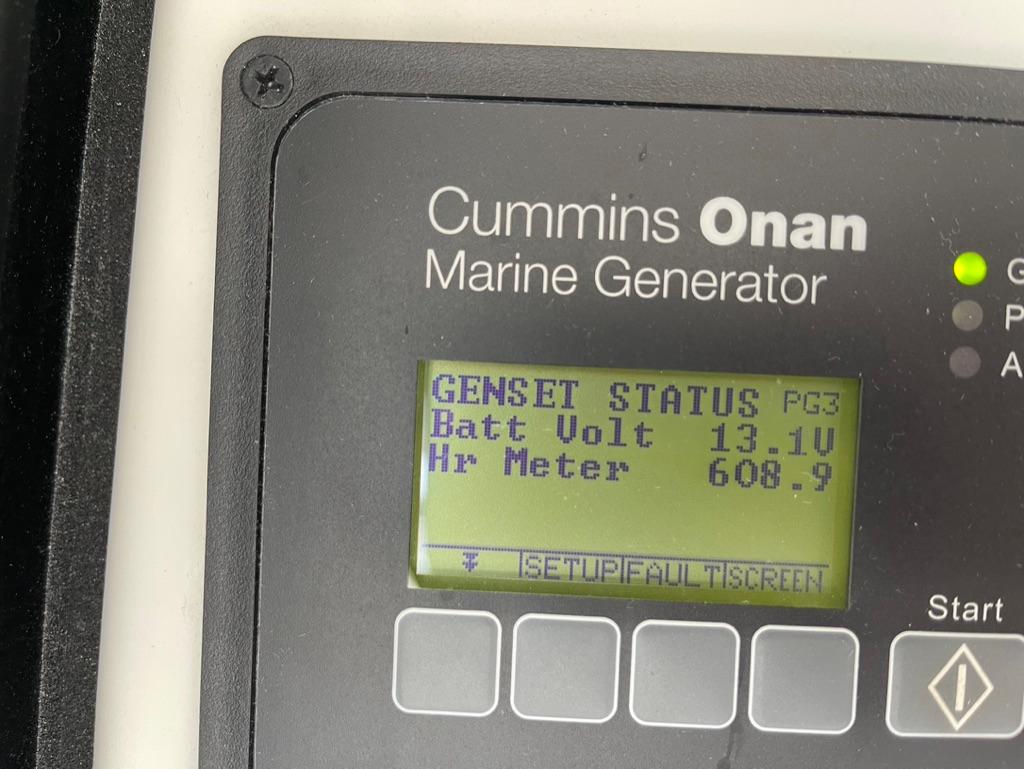 Cummins Onan
Marine Generator
GENSET STATUS PG3
Batt Volt 13.1V
Hr Meter 608.9
SETUP FAULT SCREEN
Start